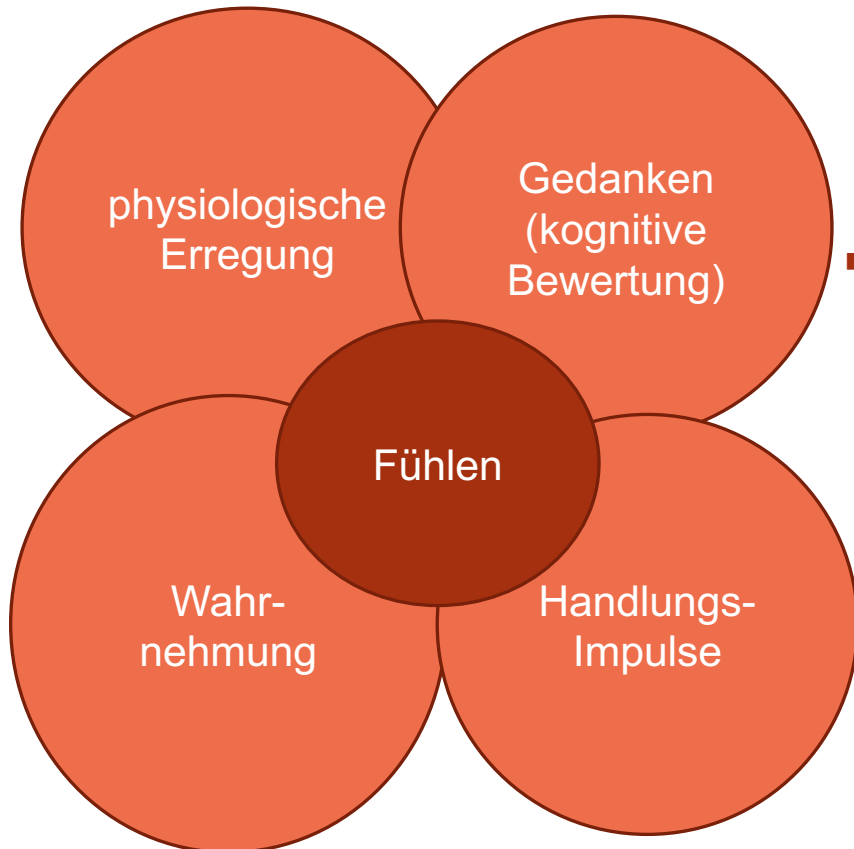 physiologische
Erregung
Gedanken
(kognitive
Bewertung)
Fühlen
Wahr-
nehmung
Handlungs-
Impulse